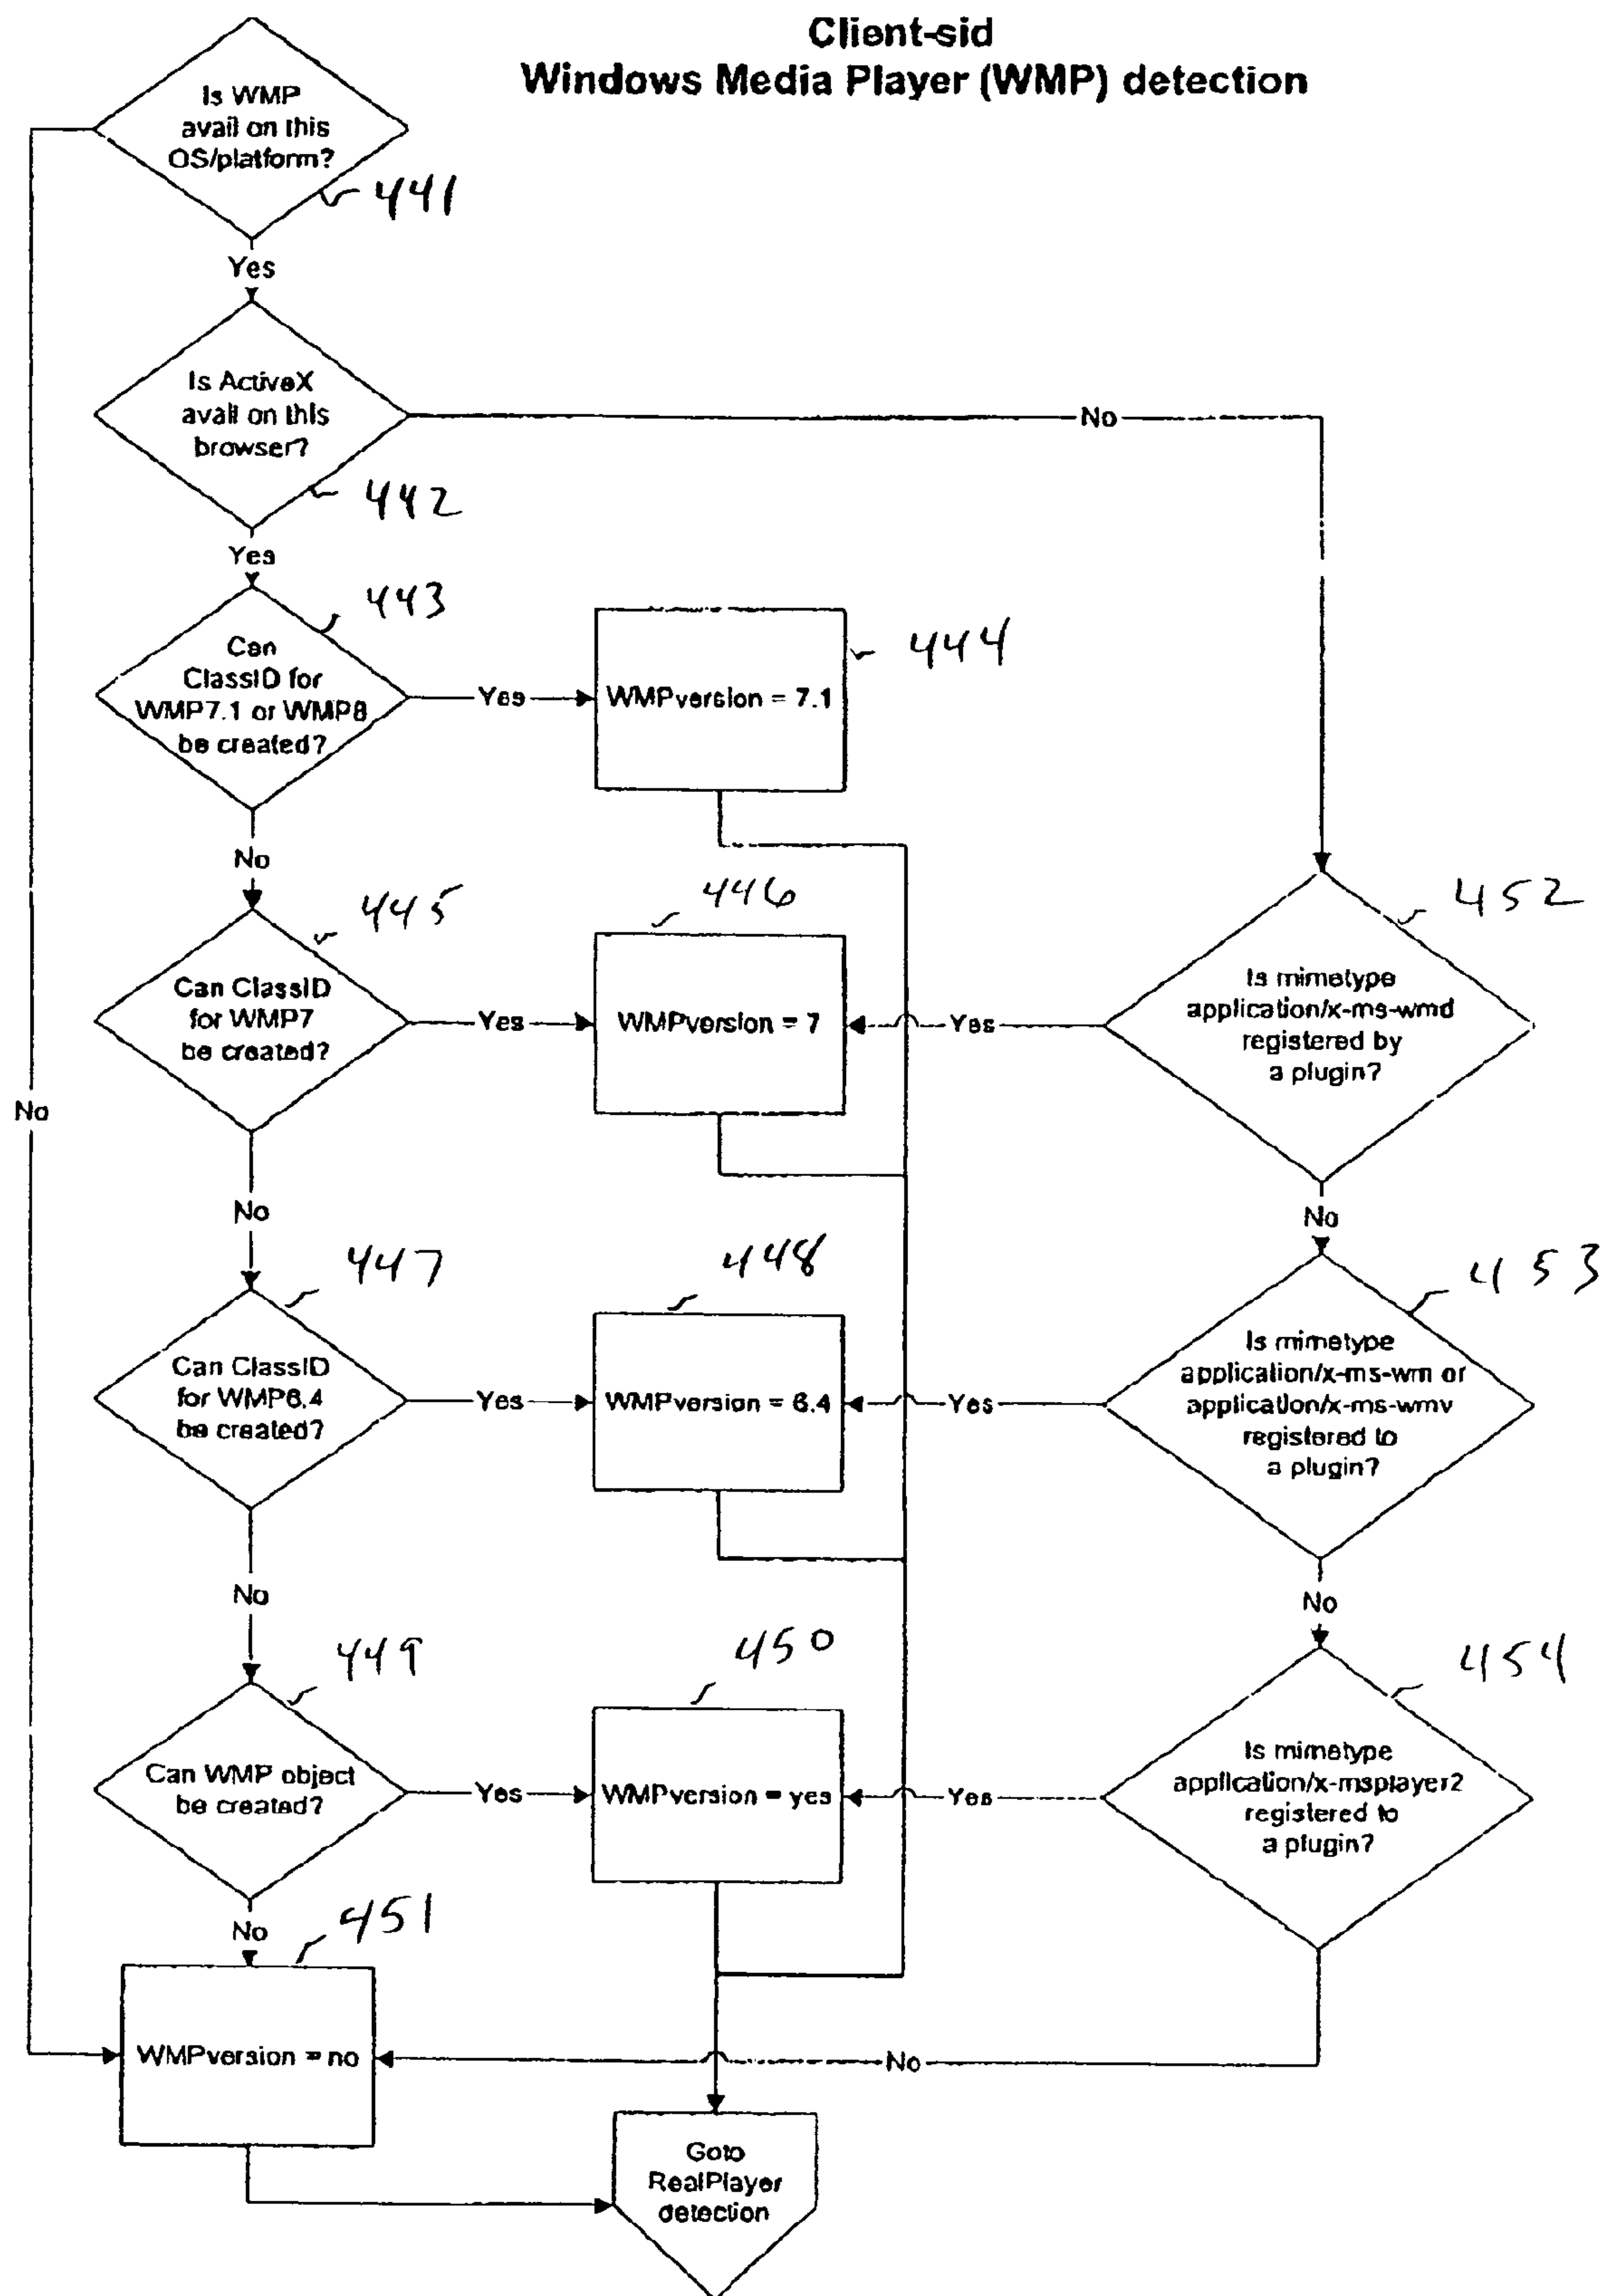 Client-sid
Windows Media Player (WMP) detection
Is WMP
avail on this
OS/platform?
441
Yes
Is ActiveX
avail on this
browser?
No
442
Yes
443
Can
ClassID for
WMP7.1 or WMP8
be created?
Yes
WMPversion = 7.1
444
No
445
446
452
Can ClassID
for WMP7
be created?
Yes
WMPversion = 7
Yes
Is mimetype
application/x-ms-wmd
registered by
a plugin?
No
No
No
447
448
453
Can ClassID
for WMP6.4
be created?
Yes
WMPversion = 6.4
Yes
Is mimetype
application/x-ms-wm or
application/x-ms-wmv
registered to
a plugin?
No
No
449
450
454
Can WMP object
be created?
Yes
WMPversion = yes
Yes
Is mimetype
application/x-msplayer2
registered to
a plugin?
No
451
WMPversion = no
No
Goto
RealPlayer
detection